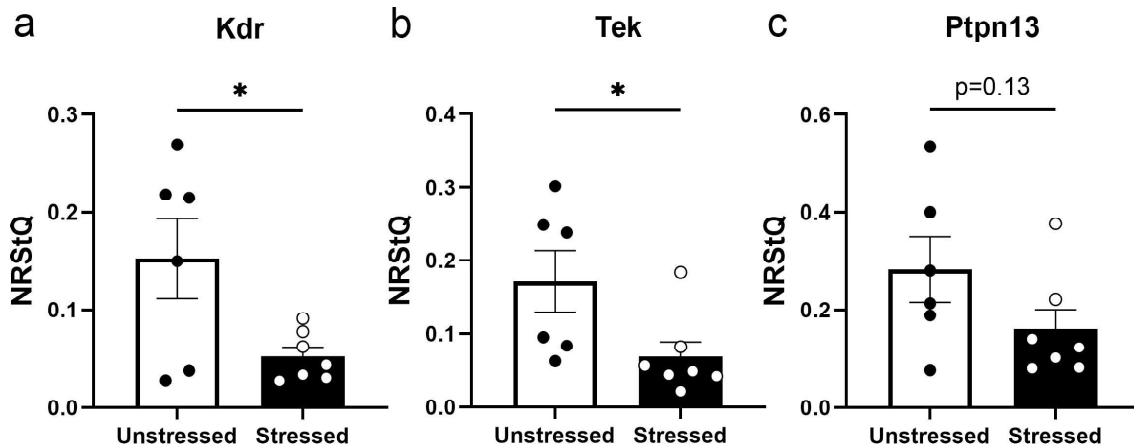 a
Kdr
*
NRStQ
0.3
0.2
0.1
0.0
Unstressed
Stressed
b
Tek
*
NRStQ
0.4
0.3
0.2
0.1
0.0
Unstressed
Stressed
c
Ptpn13
p=0.13
NRStQ
0.6
0.4
0.2
0.0
Unstressed
Stressed